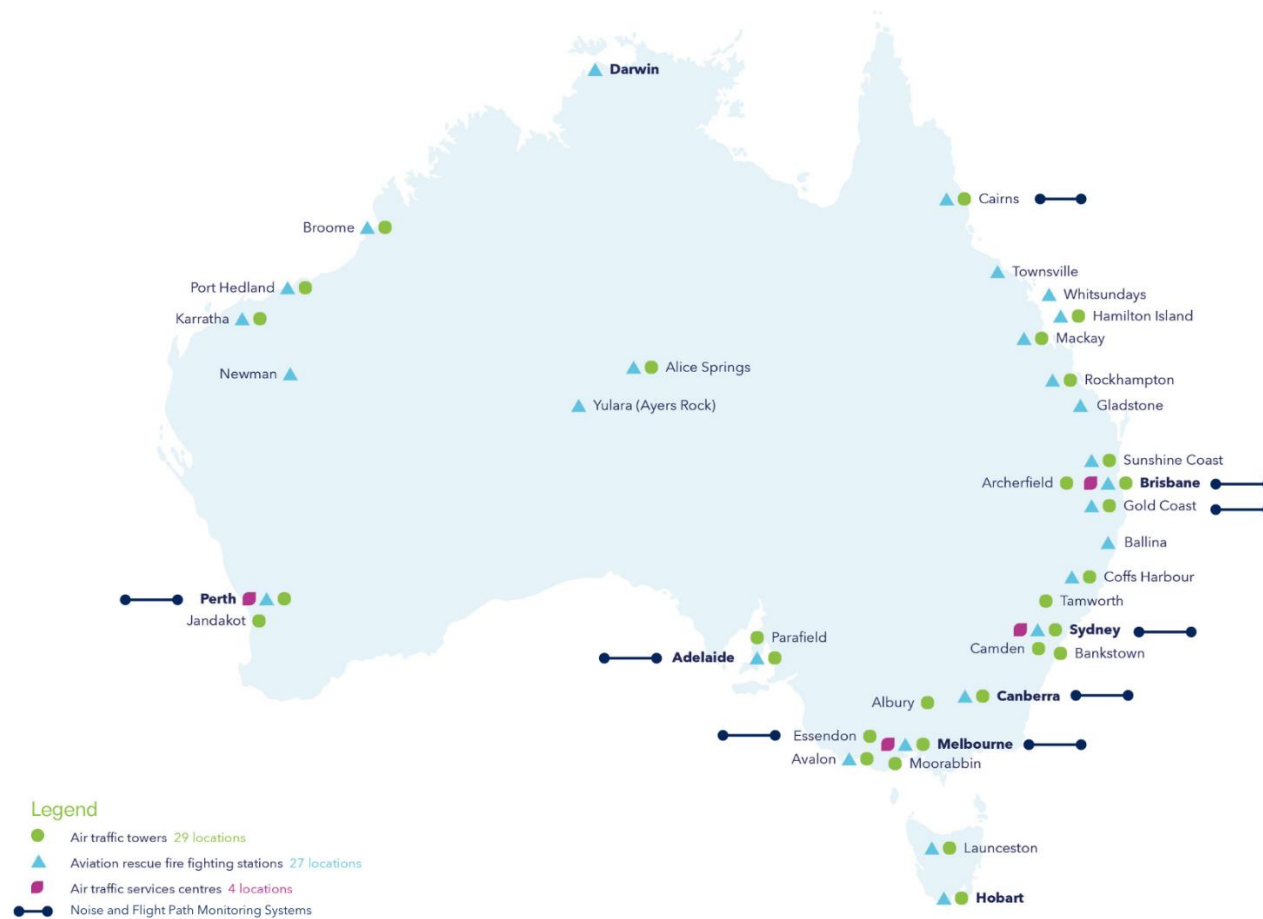 Darwin
Cairns
Broome
Townsville
Port Hedland
Whitsundays
Hamilton Island
Karratha
Mackay
Newman
Alice Springs
Rockhampton
Yulara (Ayers Rock)
Gladstone
Sunshine Coast
Archerfield
Brisbane
Gold Coast
Ballina
Coffs Harbour
Perth
Tamworth
Jandakot
Sydney
Parafield
Camden
Bankstown
Adelaide
Canberra
Albury
Essendon
Melbourne
Avalon
Moorabbin
Legend
Air traffic towers 29 locations
Launceston
Aviation rescue fire fighting stations 27 locations
Air traffic services centres 4 locations
Hobart
Noise and Flight Path Monitoring Systems